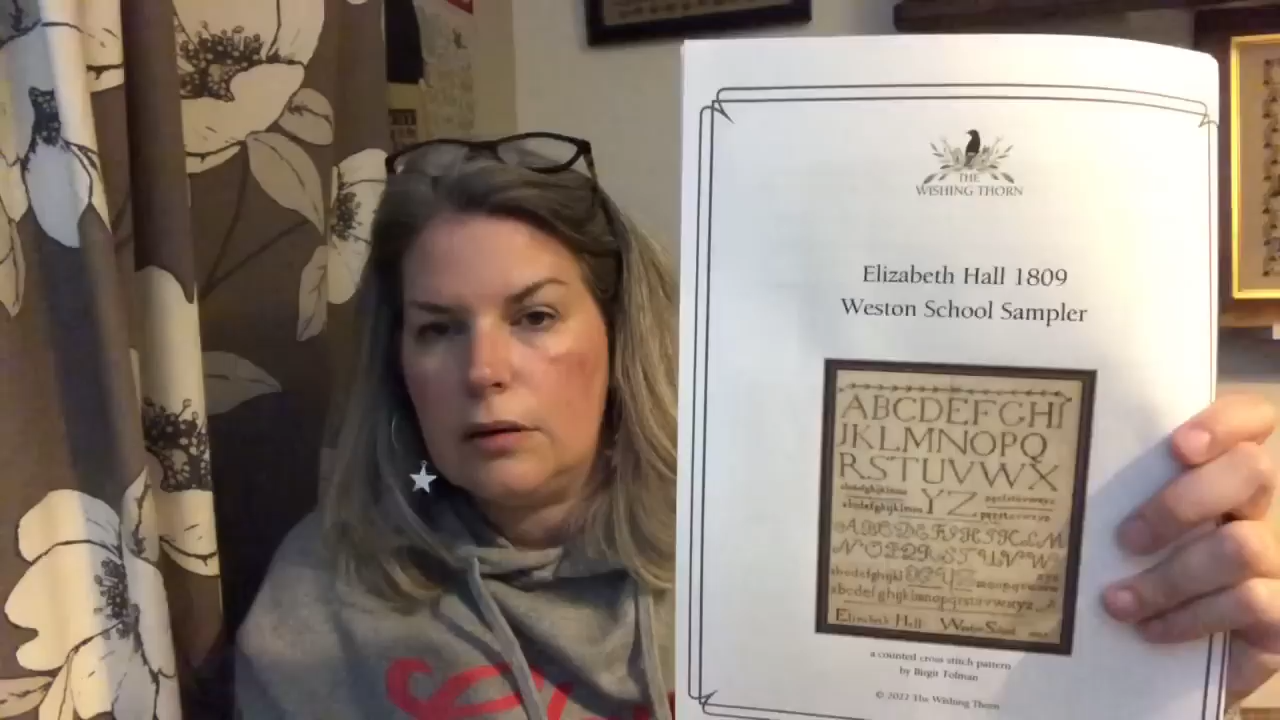 THE
WISHING THORN
Elizabeth Hall 1809
Weston School Sampler
ABCDEFGHI
JKLMNOPQ
RSTUVWX
YZ
abcdefghijklmnopqrstuvwxyz
Elizabeth Hall Weston School
a counted cross stitch pattern
by Birgit Tolman
© 2022 The Wishing Thorn